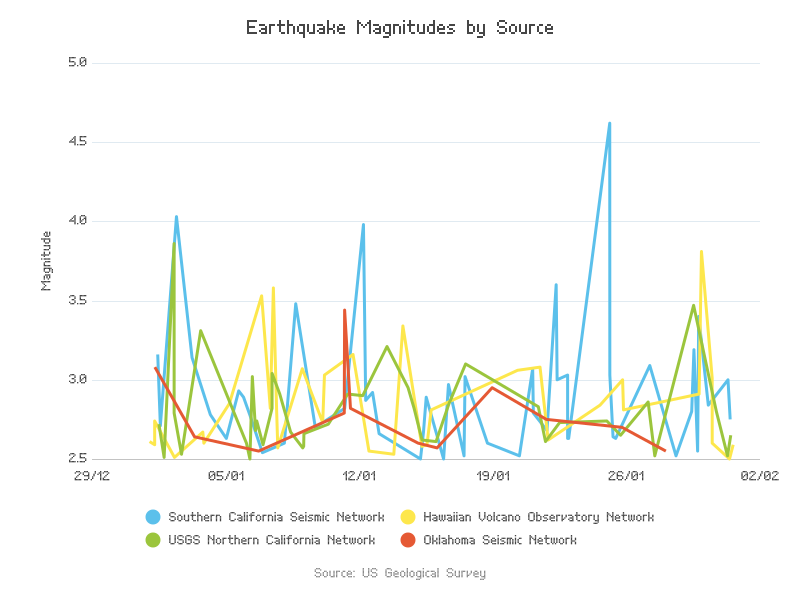 Earthquake Magnitudes by Source
5.0
4.5
4.0
3.5
3.0
2.5
Magnitude
29/12 05/01 12/01 19/01 26/01 02/02
Southern California Seismic Network Hawaiian Volcano Observatory Network
USGS Northern California Network Oklahoma Seismic Network
Source: US Geological Survey